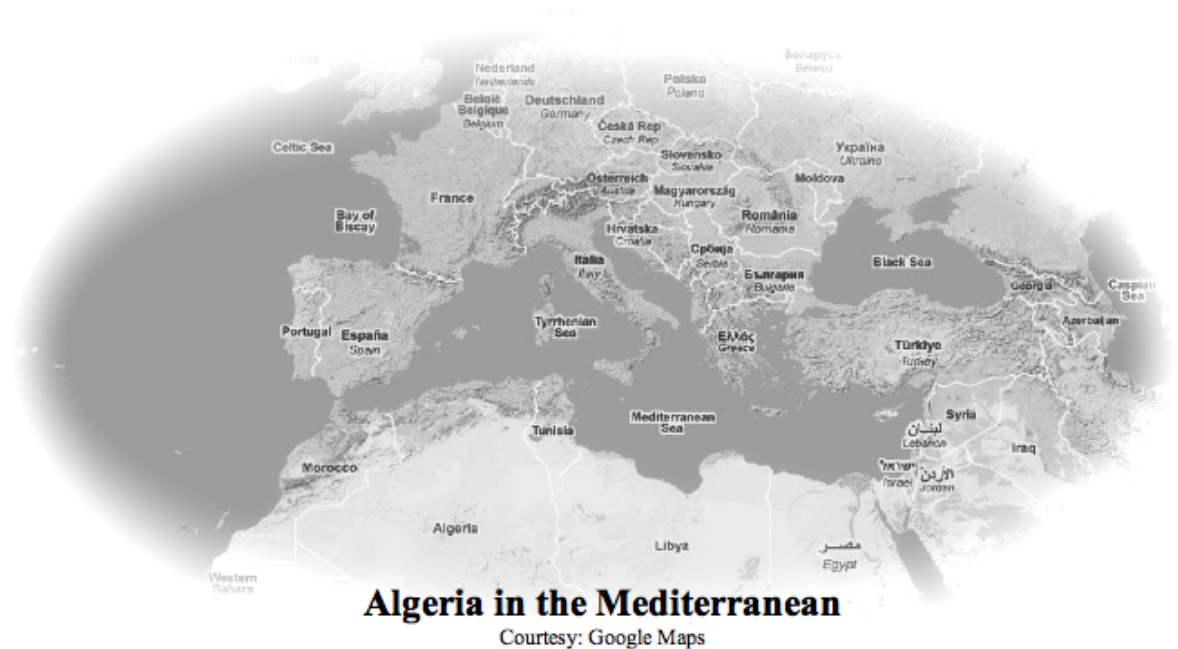 Беларусь
Belarus
Nederland
Netherlands
Polska
Poland
België
Belgique
Belgium
Deutschland
Germany
Česká Rep
Czech Rep
Celtic Sea
Slovensko
Slovakia
Україна
Ukraine
Österreich
Austria
Magyarország
Hungary
Moldova
France
Bay of
Biscay
România
Romania
Hrvatska
Croatia
Србија
Serbia
Italia
Italy
България
Bulgaria
Black Sea
Georgia
Caspian
Sea
Azerbaijan
Portugal
España
Spain
Tyrrhenian
Sea
Ελλάς
Greece
Türkiye
Turkey
Mediterranean
Sea
Tunisia
Syria
لبنان
Lebanon
Iraq
Morocco
ישראל
Israel
الأردن
Jordan
Algeria
Libya
مصر
Egypt
Western
Sahara
Algeria in the Mediterranean
Courtesy: Google Maps